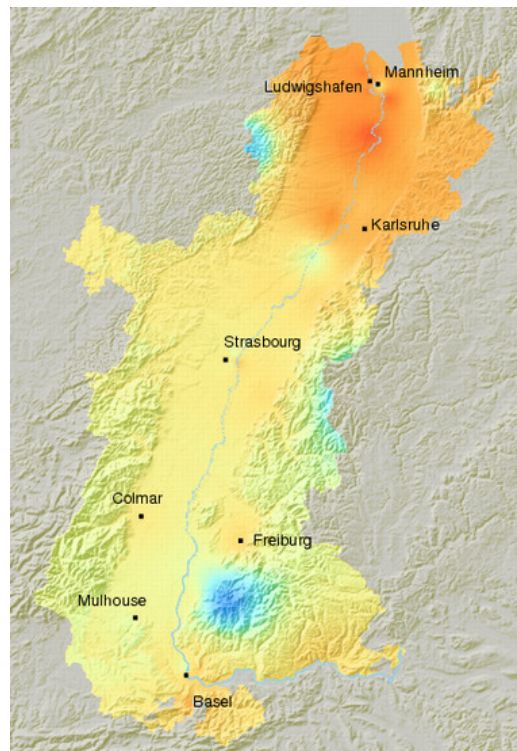 Ludwigshafen
Mannheim
Karlsruhe
Strasbourg
Colmar
Freiburg
Mulhouse
Basel